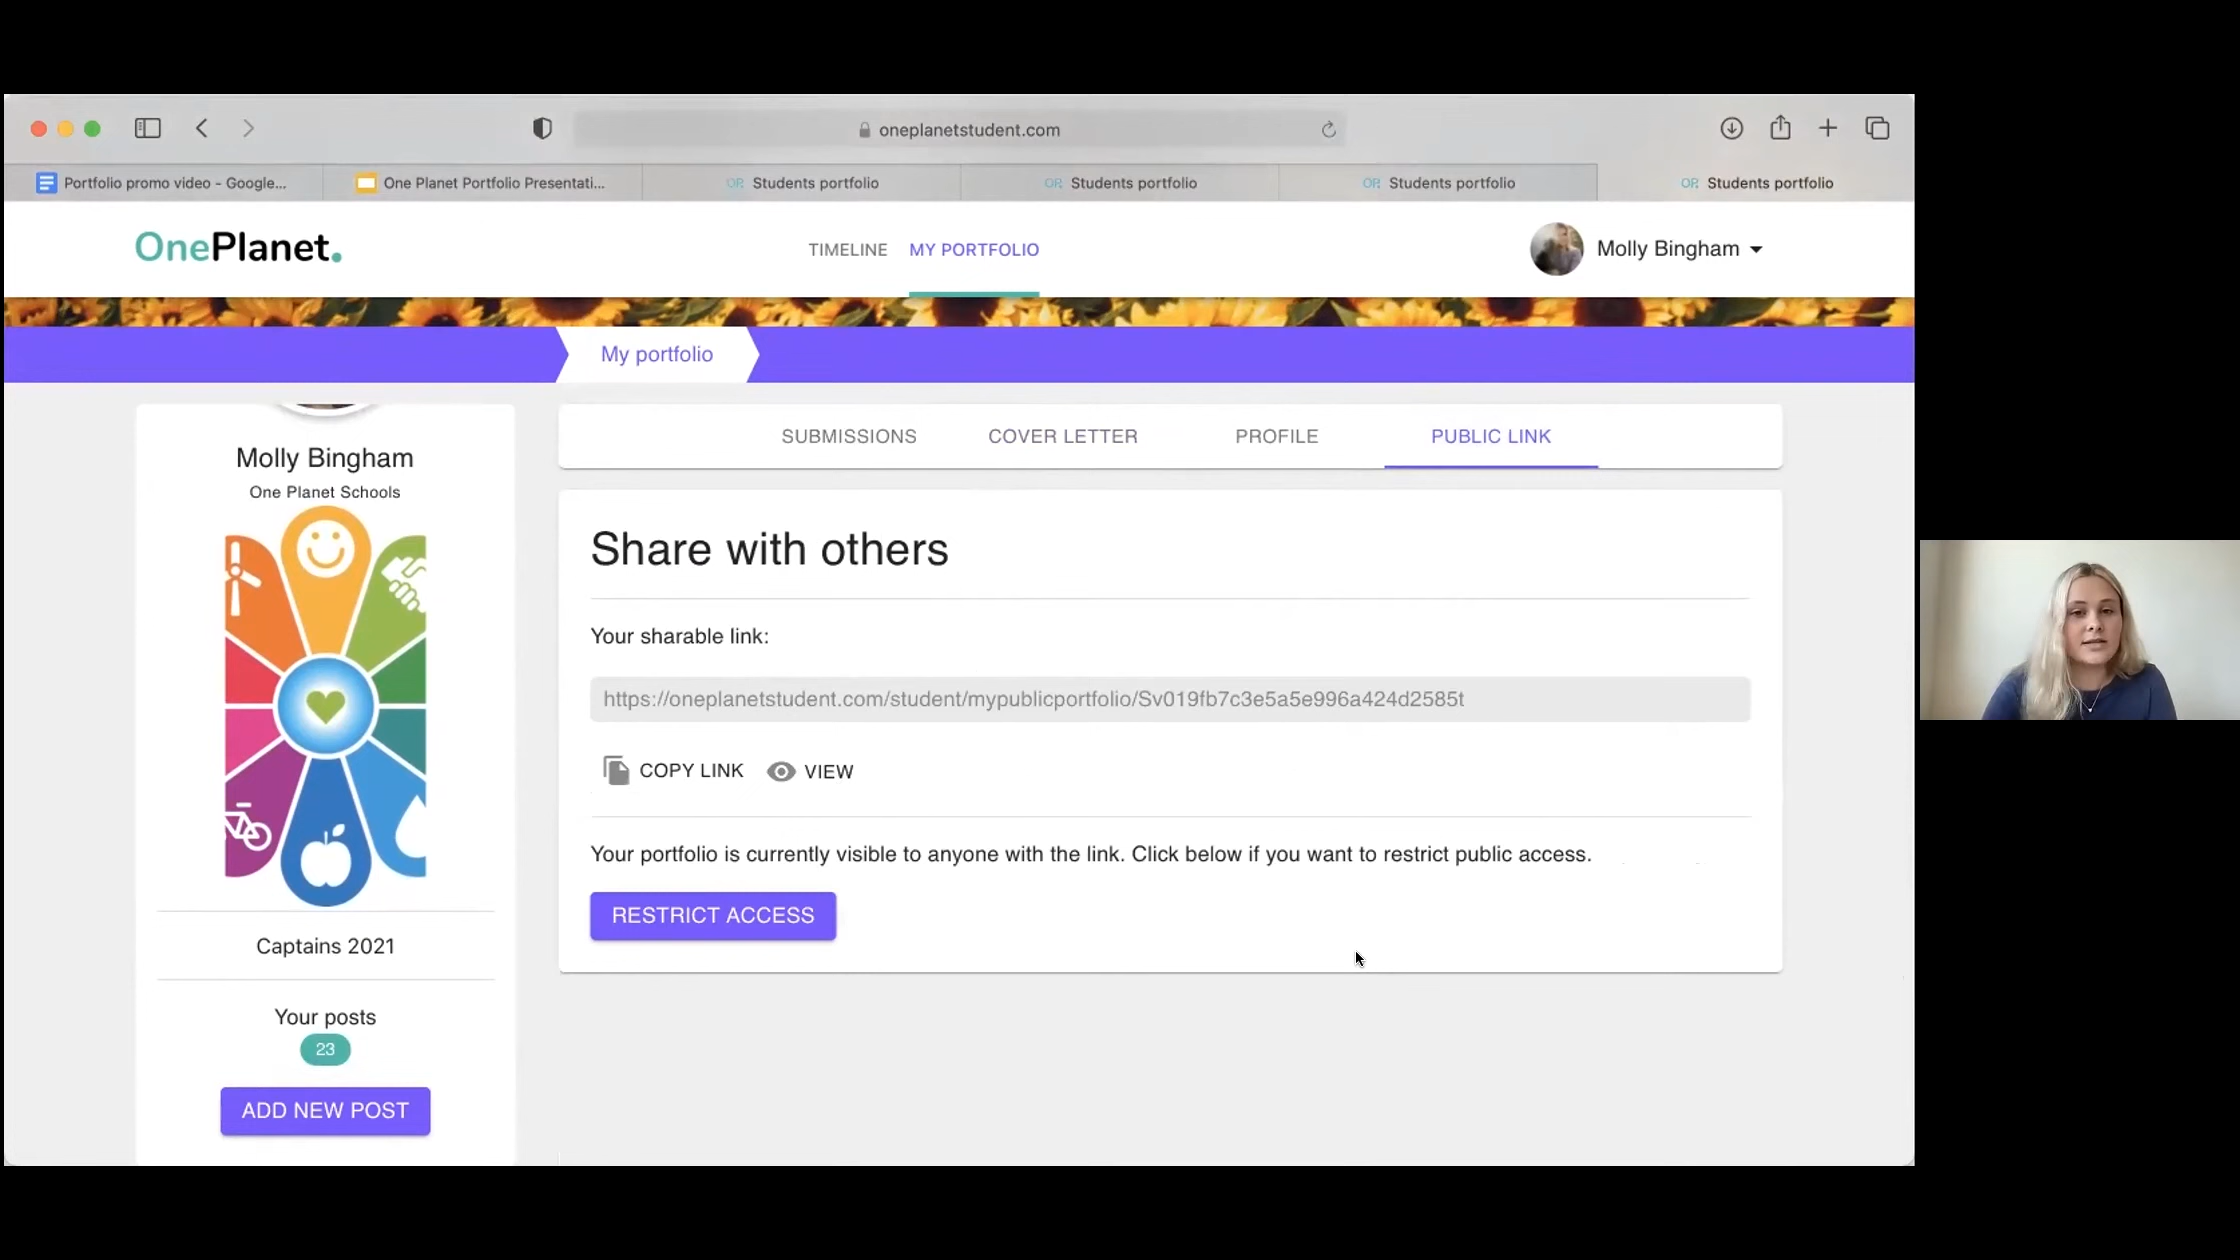 oneplanetstudent.com
Portfolio promo video - Google...
One Planet Portfolio Presentati...
OP. Students portfolio
OP. Students portfolio
OP. Students portfolio
OP. Students portfolio
OnePlanet.
TIMELINE
MY PORTFOLIO
Molly Bingham
My portfolio
Molly Bingham
One Planet Schools
Captains 2021
Your posts
23
ADD NEW POST
SUBMISSIONS
COVER LETTER
PROFILE
PUBLIC LINK
Share with others
Your sharable link:
https://oneplanetstudent.com/student/mypublicportfolio/Sv019fb7c3e5a5e996a424d2585t
COPY LINK
VIEW
Your portfolio is currently visible to anyone with the link. Click below if you want to restrict public access.
RESTRICT ACCESS